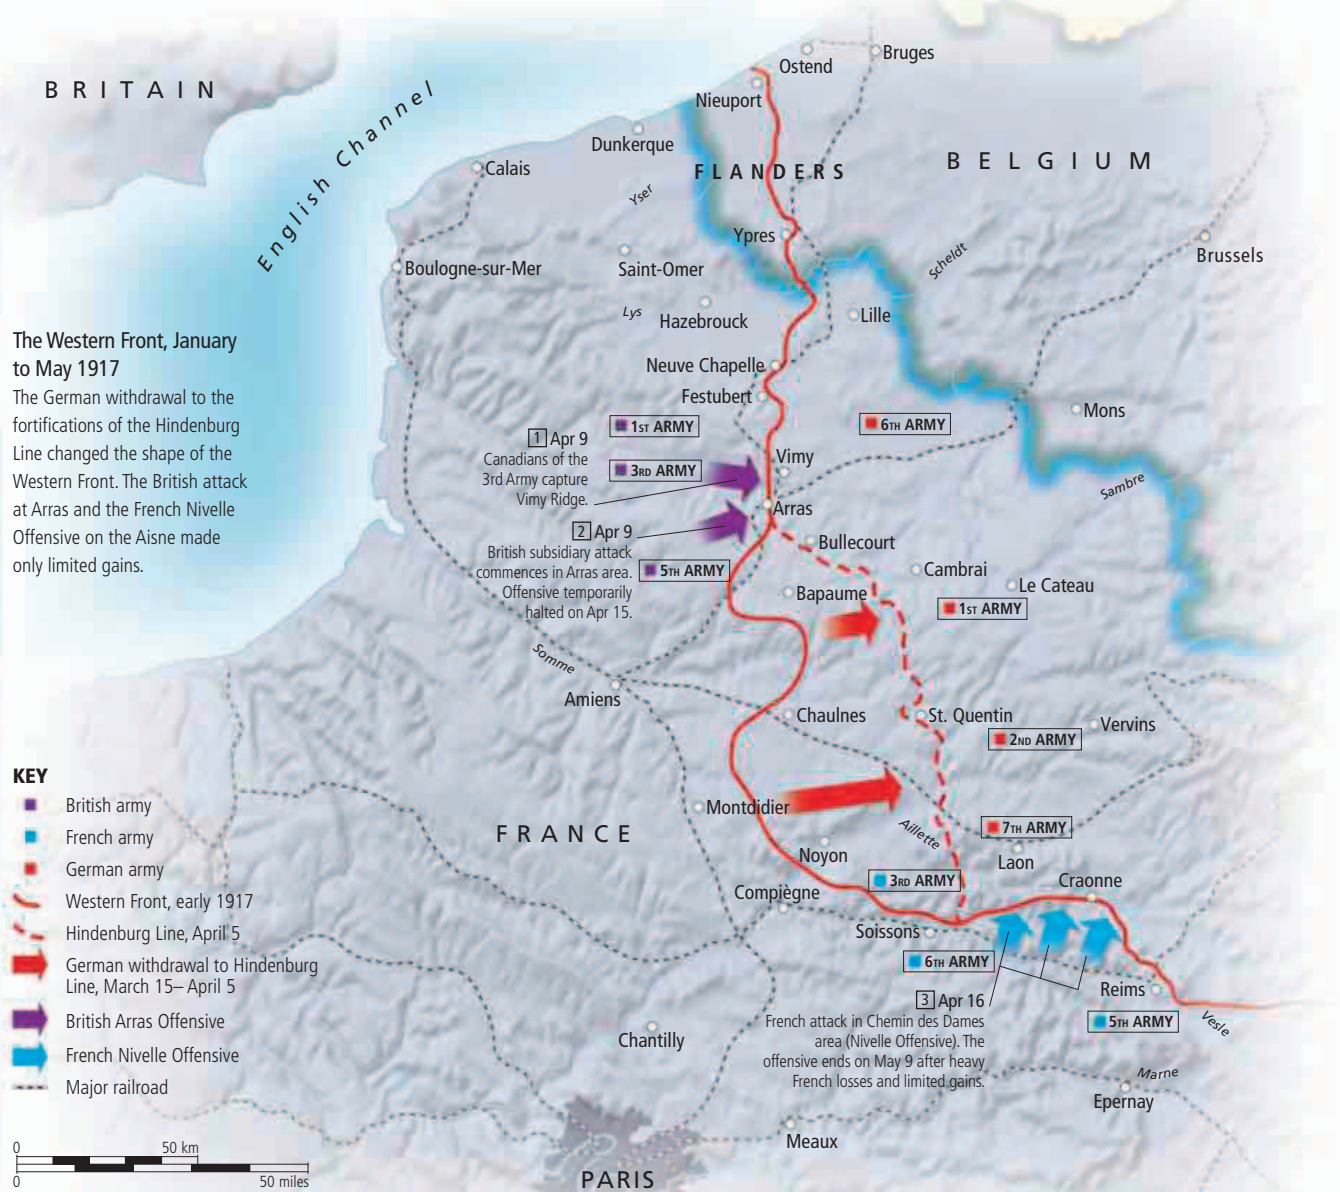 BRITAIN
English Channel
Ostend
Bruges
Nieuport
Dunkerque
Calais
FLANDERS
BELGIUM
Yser
Ypres
Boulogne-sur-Mer
Saint-Omer
Scheldt
Brussels
Lys
Hazebrouck
Lille
The Western Front, January
to May 1917
The German withdrawal to the
fortifications of the Hindenburg
Line changed the shape of the
Western Front. The British attack
at Arras and the French Nivelle
Offensive on the Aisne made
only limited gains.
Neuve Chapelle
Festubert
Mons
1ST ARMY
6TH ARMY
1 Apr 9
Canadians of the
3rd Army capture
Vimy Ridge.
3RD ARMY
Vimy
Sambre
Arras
2 Apr 9
British subsidiary attack
commences in Arras area.
Offensive temporarily
halted on Apr 15.
5TH ARMY
Bullecourt
Cambrai
Le Cateau
Bapaume
1ST ARMY
Somme
Amiens
Chaulnes
St. Quentin
Vervins
2ND ARMY
Montdidier
FRANCE
Aillette
7TH ARMY
Noyon
Laon
3RD ARMY
Craonne
Compiègne
Soissons
6TH ARMY
Reims
3 Apr 16
French attack in Chemin des Dames
area (Nivelle Offensive). The
offensive ends on May 9 after heavy
French losses and limited gains.
5TH ARMY
Vesle
Chantilly
Marne
Epernay
Meaux
PARIS
KEY
British army
French army
German army
Western Front, early 1917
Hindenburg Line, April 5
German withdrawal to Hindenburg
Line, March 15–April 5
British Arras Offensive
French Nivelle Offensive
Major railroad
0 50 km
0 50 miles